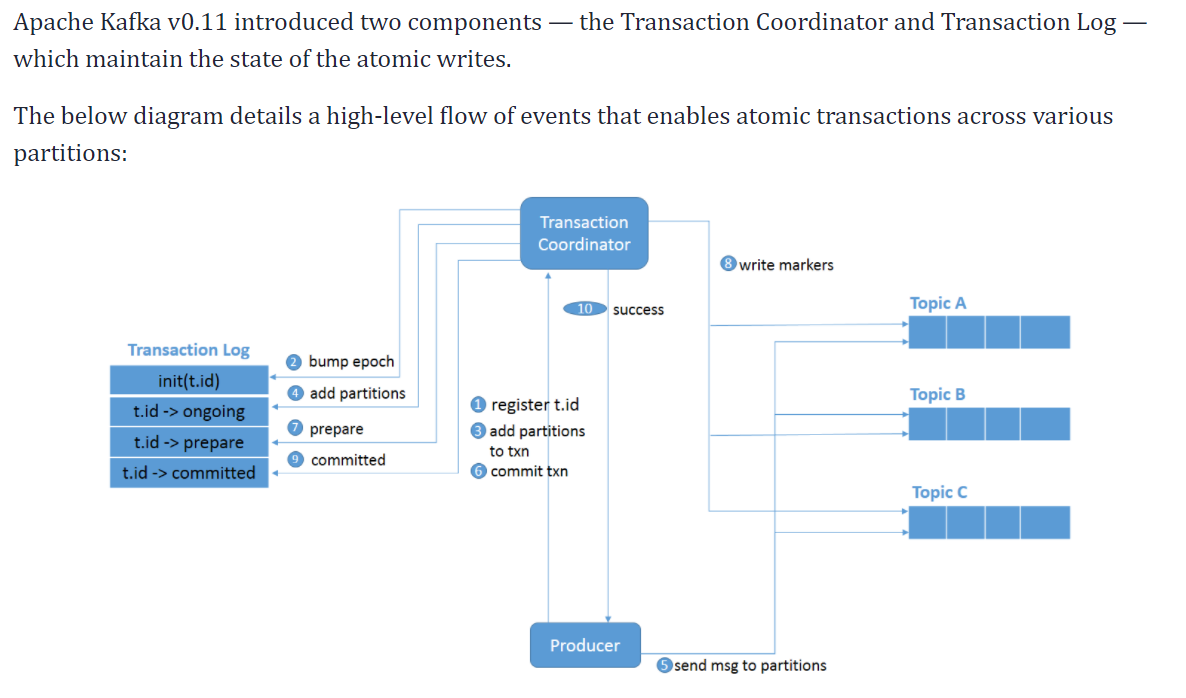 Apache Kafka v0.11 introduced two components — the Transaction Coordinator and Transaction Log —
which maintain the state of the atomic writes.
The below diagram details a high-level flow of events that enables atomic transactions across various
partitions:
Transaction
Coordinator
8 write markers
10 success
Topic A
Transaction Log
init(t.id)
t.id -> ongoing
t.id -> prepare
t.id -> committed
2 bump epoch
4 add partitions
7 prepare
9 committed
1 register t.id
3 add partitions
to txn
6 commit txn
Topic B
Topic C
Producer
5 send msg to partitions